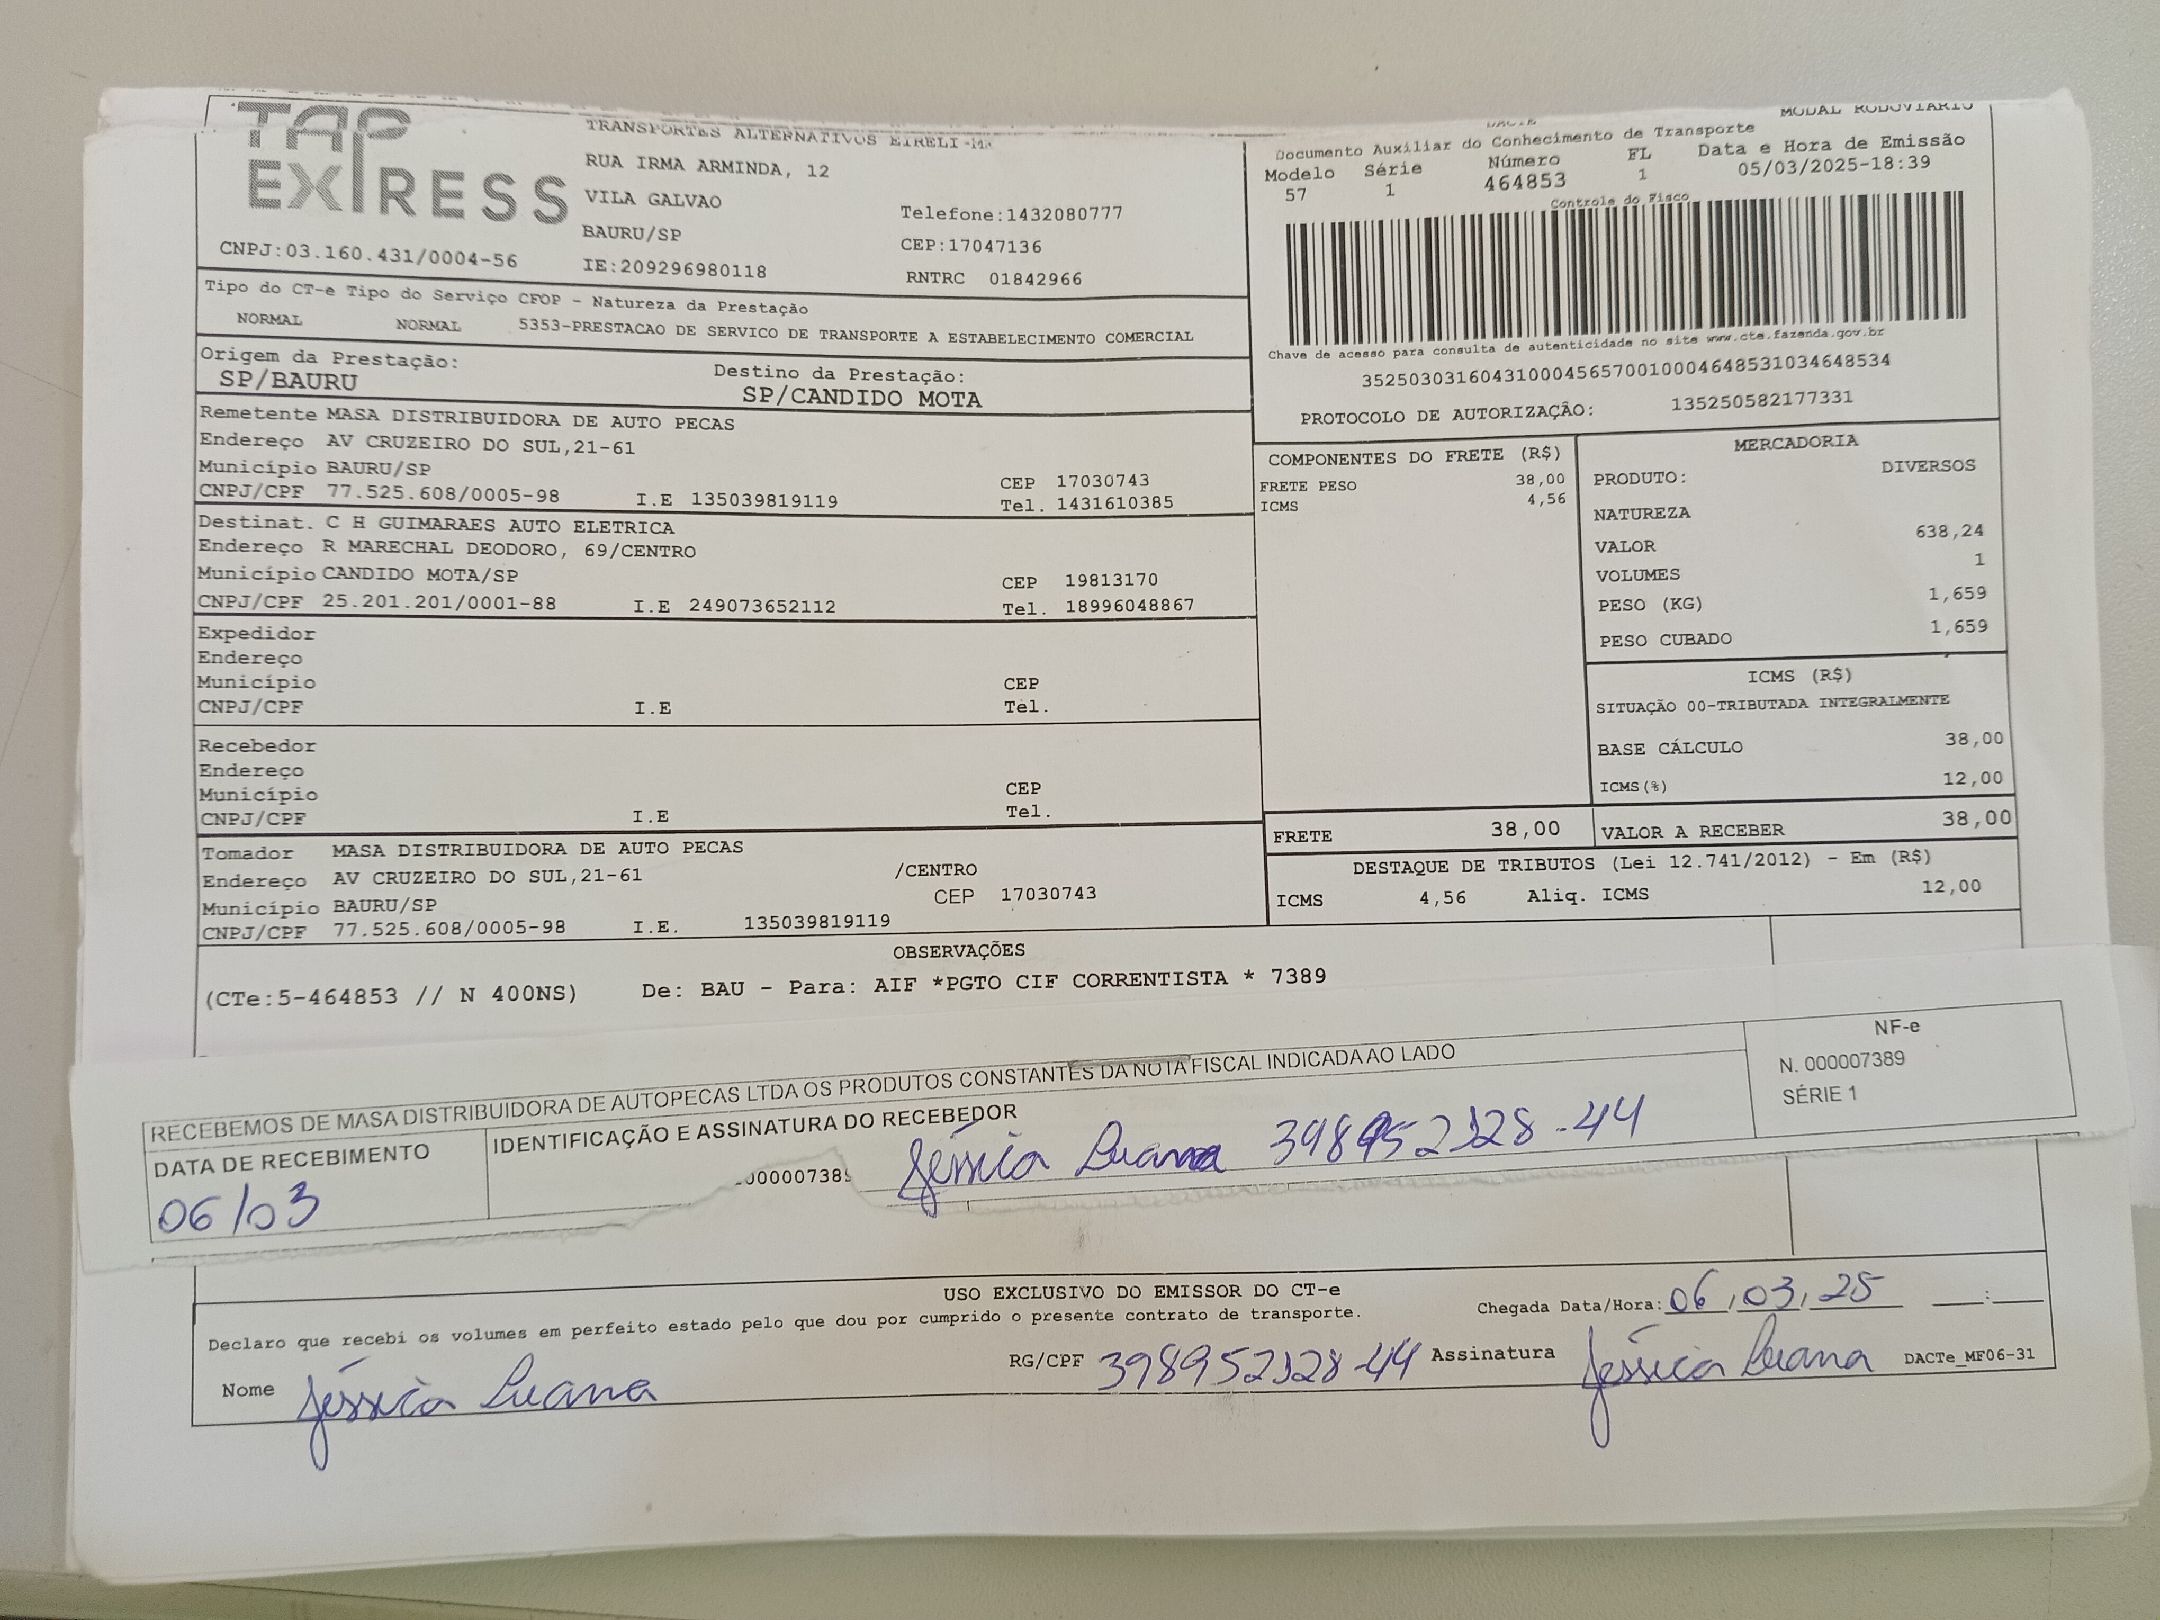 TAP EXPRESS
TRANSPORTES ALTERNATIVOS EIRELI-ME
RUA IRMA ARMINDA, 12
VILA GALVAO
BAURU/SP
Telefone:1432080777
CEP:17047136
CNPJ:03.160.431/0004-56
IE:209296980118
RNTRC 01842966
MODAL RODOVIARIO
Documento Auxiliar do Conhecimento de Transporte
Modelo Série Número FL Data e Hora de Emissão
57 1 464853 1 05/03/2025-18:39
Controle do Fisco
Chave de acesso para consulta de autenticidade no site www.cte.fazenda.gov.br
35250303160431000456570010004648531034648534
PROTOCOLO DE AUTORIZAÇÃO: 135250582177331
Tipo do CT-e Tipo do Serviço CFOP - Natureza da Prestação
NORMAL NORMAL 5353-PRESTACAO DE SERVICO DE TRANSPORTE A ESTABELECIMENTO COMERCIAL
Origem da Prestação: Destino da Prestação:
SP/BAURU SP/CANDIDO MOTA
Remetente MASA DISTRIBUIDORA DE AUTO PECAS
Endereço AV CRUZEIRO DO SUL,21-61
Município BAURU/SP CEP 17030743
CNPJ/CPF 77.525.608/0005-98 I.E 135039819119 Tel. 1431610385
Destinat. C H GUIMARAES AUTO ELETRICA
Endereço R MARECHAL DEODORO, 69/CENTRO
Município CANDIDO MOTA/SP CEP 19813170
CNPJ/CPF 25.201.201/0001-88 I.E 249073652112 Tel. 18996048867
Expedidor
Endereço
Município CEP
CNPJ/CPF I.E Tel.
Recebedor
Endereço
Município CEP
CNPJ/CPF I.E Tel.
Tomador MASA DISTRIBUIDORA DE AUTO PECAS
Endereço AV CRUZEIRO DO SUL,21-61 /CENTRO
Município BAURU/SP CEP 17030743
CNPJ/CPF 77.525.608/0005-98 I.E. 135039819119
COMPONENTES DO FRETE (R$)
FRETE PESO 38,00
ICMS 4,56
MERCADORIA
PRODUTO: DIVERSOS
NATUREZA
VALOR 638,24
VOLUMES 1
PESO (KG) 1,659
PESO CUBADO 1,659
ICMS (R$)
SITUAÇÃO 00-TRIBUTADA INTEGRALMENTE
BASE CÁLCULO 38,00
ICMS(%) 12,00
FRETE 38,00 VALOR A RECEBER 38,00
DESTAQUE DE TRIBUTOS (Lei 12.741/2012) - Em (R$)
ICMS 4,56 Aliq. ICMS 12,00
OBSERVAÇÕES
(CTe:5-464853 // N 400NS) De: BAU - Para: AIF *PGTO CIF CORRENTISTA * 7389
RECEBEMOS DE MASA DISTRIBUIDORA DE AUTOPECAS LTDA OS PRODUTOS CONSTANTES DA NOTA FISCAL INDICADA AO LADO
NF-e
N. 000007389
SÉRIE 1
DATA DE RECEBIMENTO IDENTIFICAÇÃO E ASSINATURA DO RECEBEDOR
06/03 Jéssica Luana 398952128-44
USO EXCLUSIVO DO EMISSOR DO CT-e
Declaro que recebi os volumes em perfeito estado pelo que dou por cumprido o presente contrato de transporte.
Chegada Data/Hora: 06,03,25 :
Nome Jéssica Luana RG/CPF 398952128-44 Assinatura Jéssica Luana DACTe_MF06-31